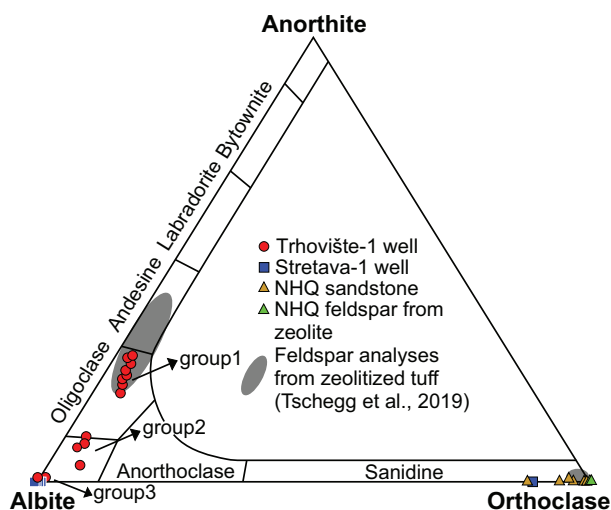 Anorthite
Bytownite
Labradorite
Andesine
Oligoclase
Trhovište-1 well
Stretava-1 well
NHQ sandstone
NHQ feldspar from
zeolite
Feldspar analyses
from zeolitized tuff
(Tschegg et al., 2019)
group1
group2
group3
Anorthoclase
Sanidine
Albite
Orthoclase